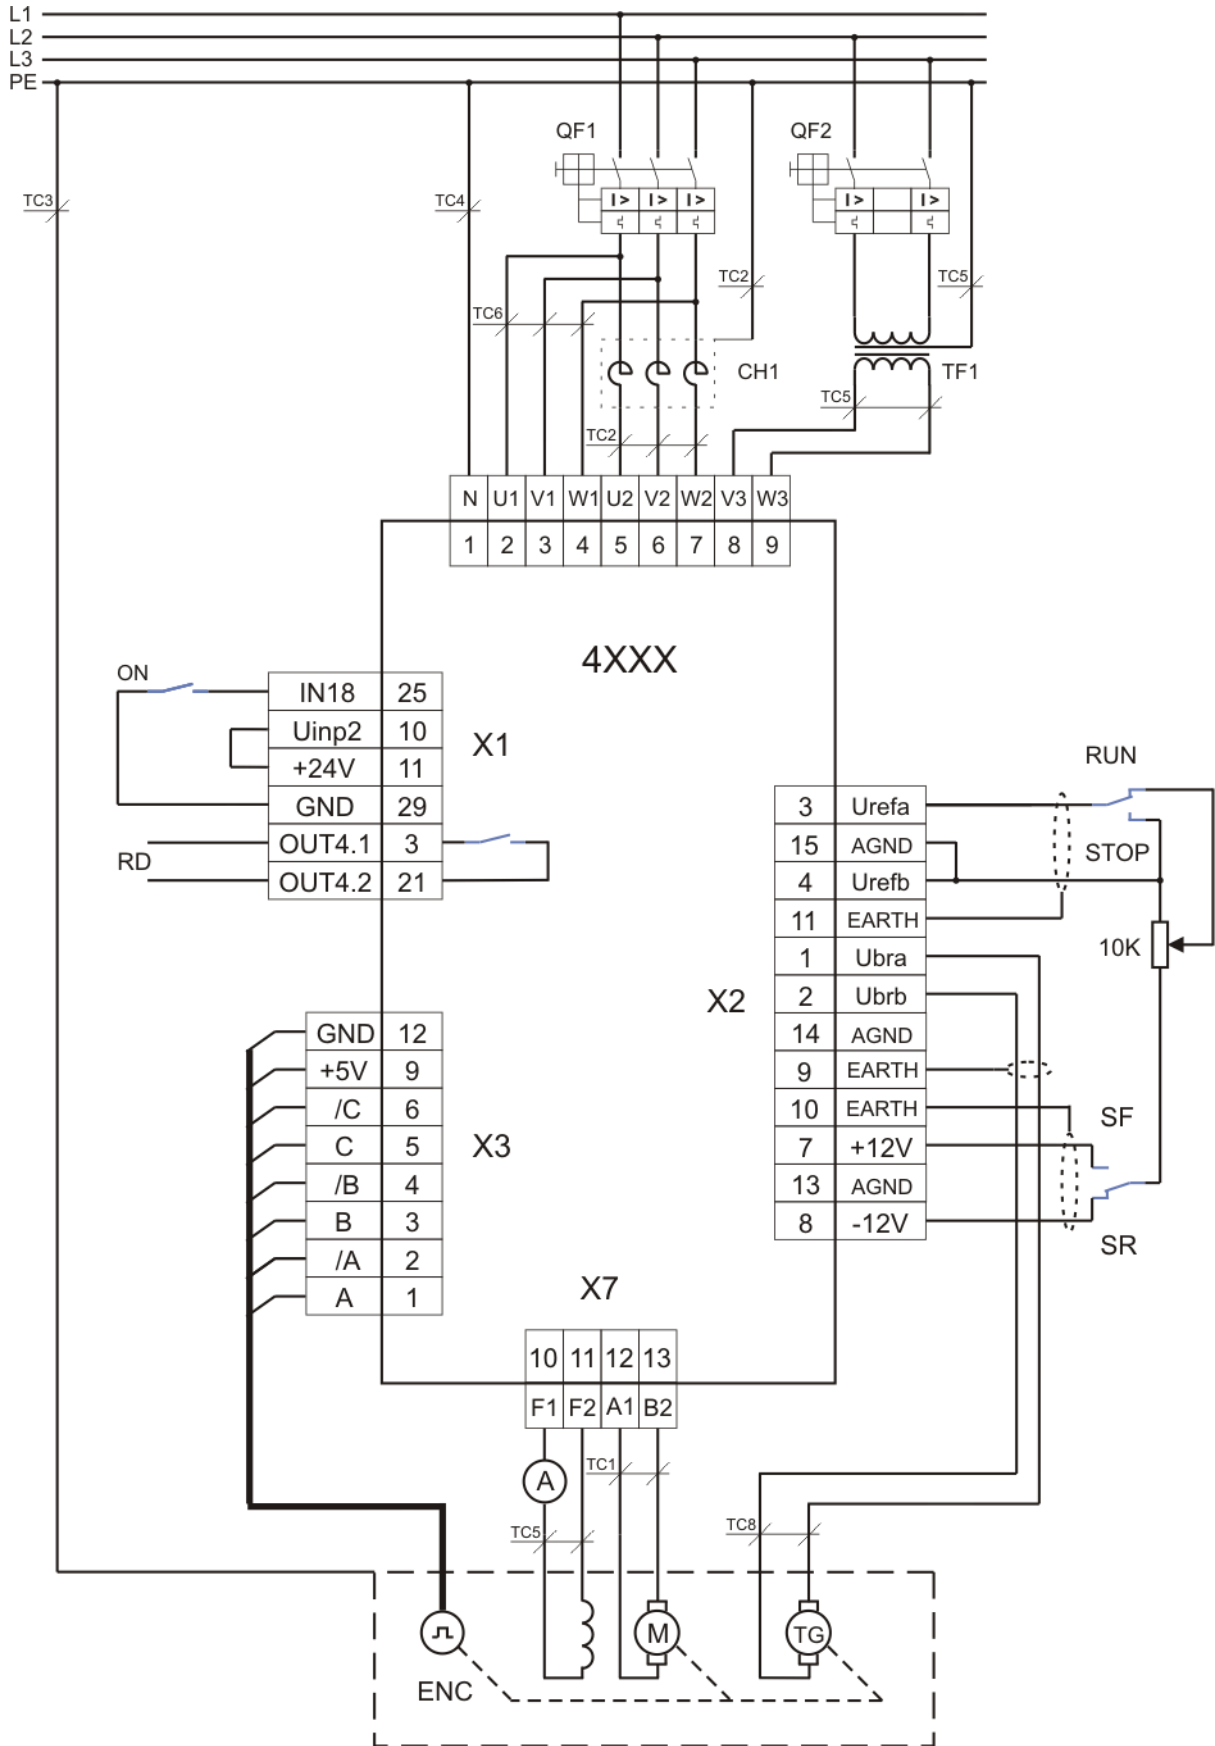 L1
L2
L3
PE
QF1
QF2
I > I > I >
I > I >
TC3
TC4
TC2
TC5
TC6
CH1
TF1
TC5
TC2
N U1 V1 W1 U2 V2 W2 V3 W3
1 2 3 4 5 6 7 8 9
4XXX
ON
IN18 25
Uinp2 10
+24V 11
GND 29
OUT4.1 3
OUT4.2 21
RD
X1
RUN
STOP
3 Urefa
15 AGND
4 Urefb
11 EARTH
1 Ubra
2 Ubrb
14 AGND
9 EARTH
10 EARTH
7 +12V
13 AGND
8 -12V
10K
X2
SF
SR
GND 12
+5V 9
/C 6
C 5
/B 4
B 3
/A 2
A 1
X3
X7
10 11 12 13
F1 F2 A1 B2
A
TC1
TC5
TC8
M
TG
ENC